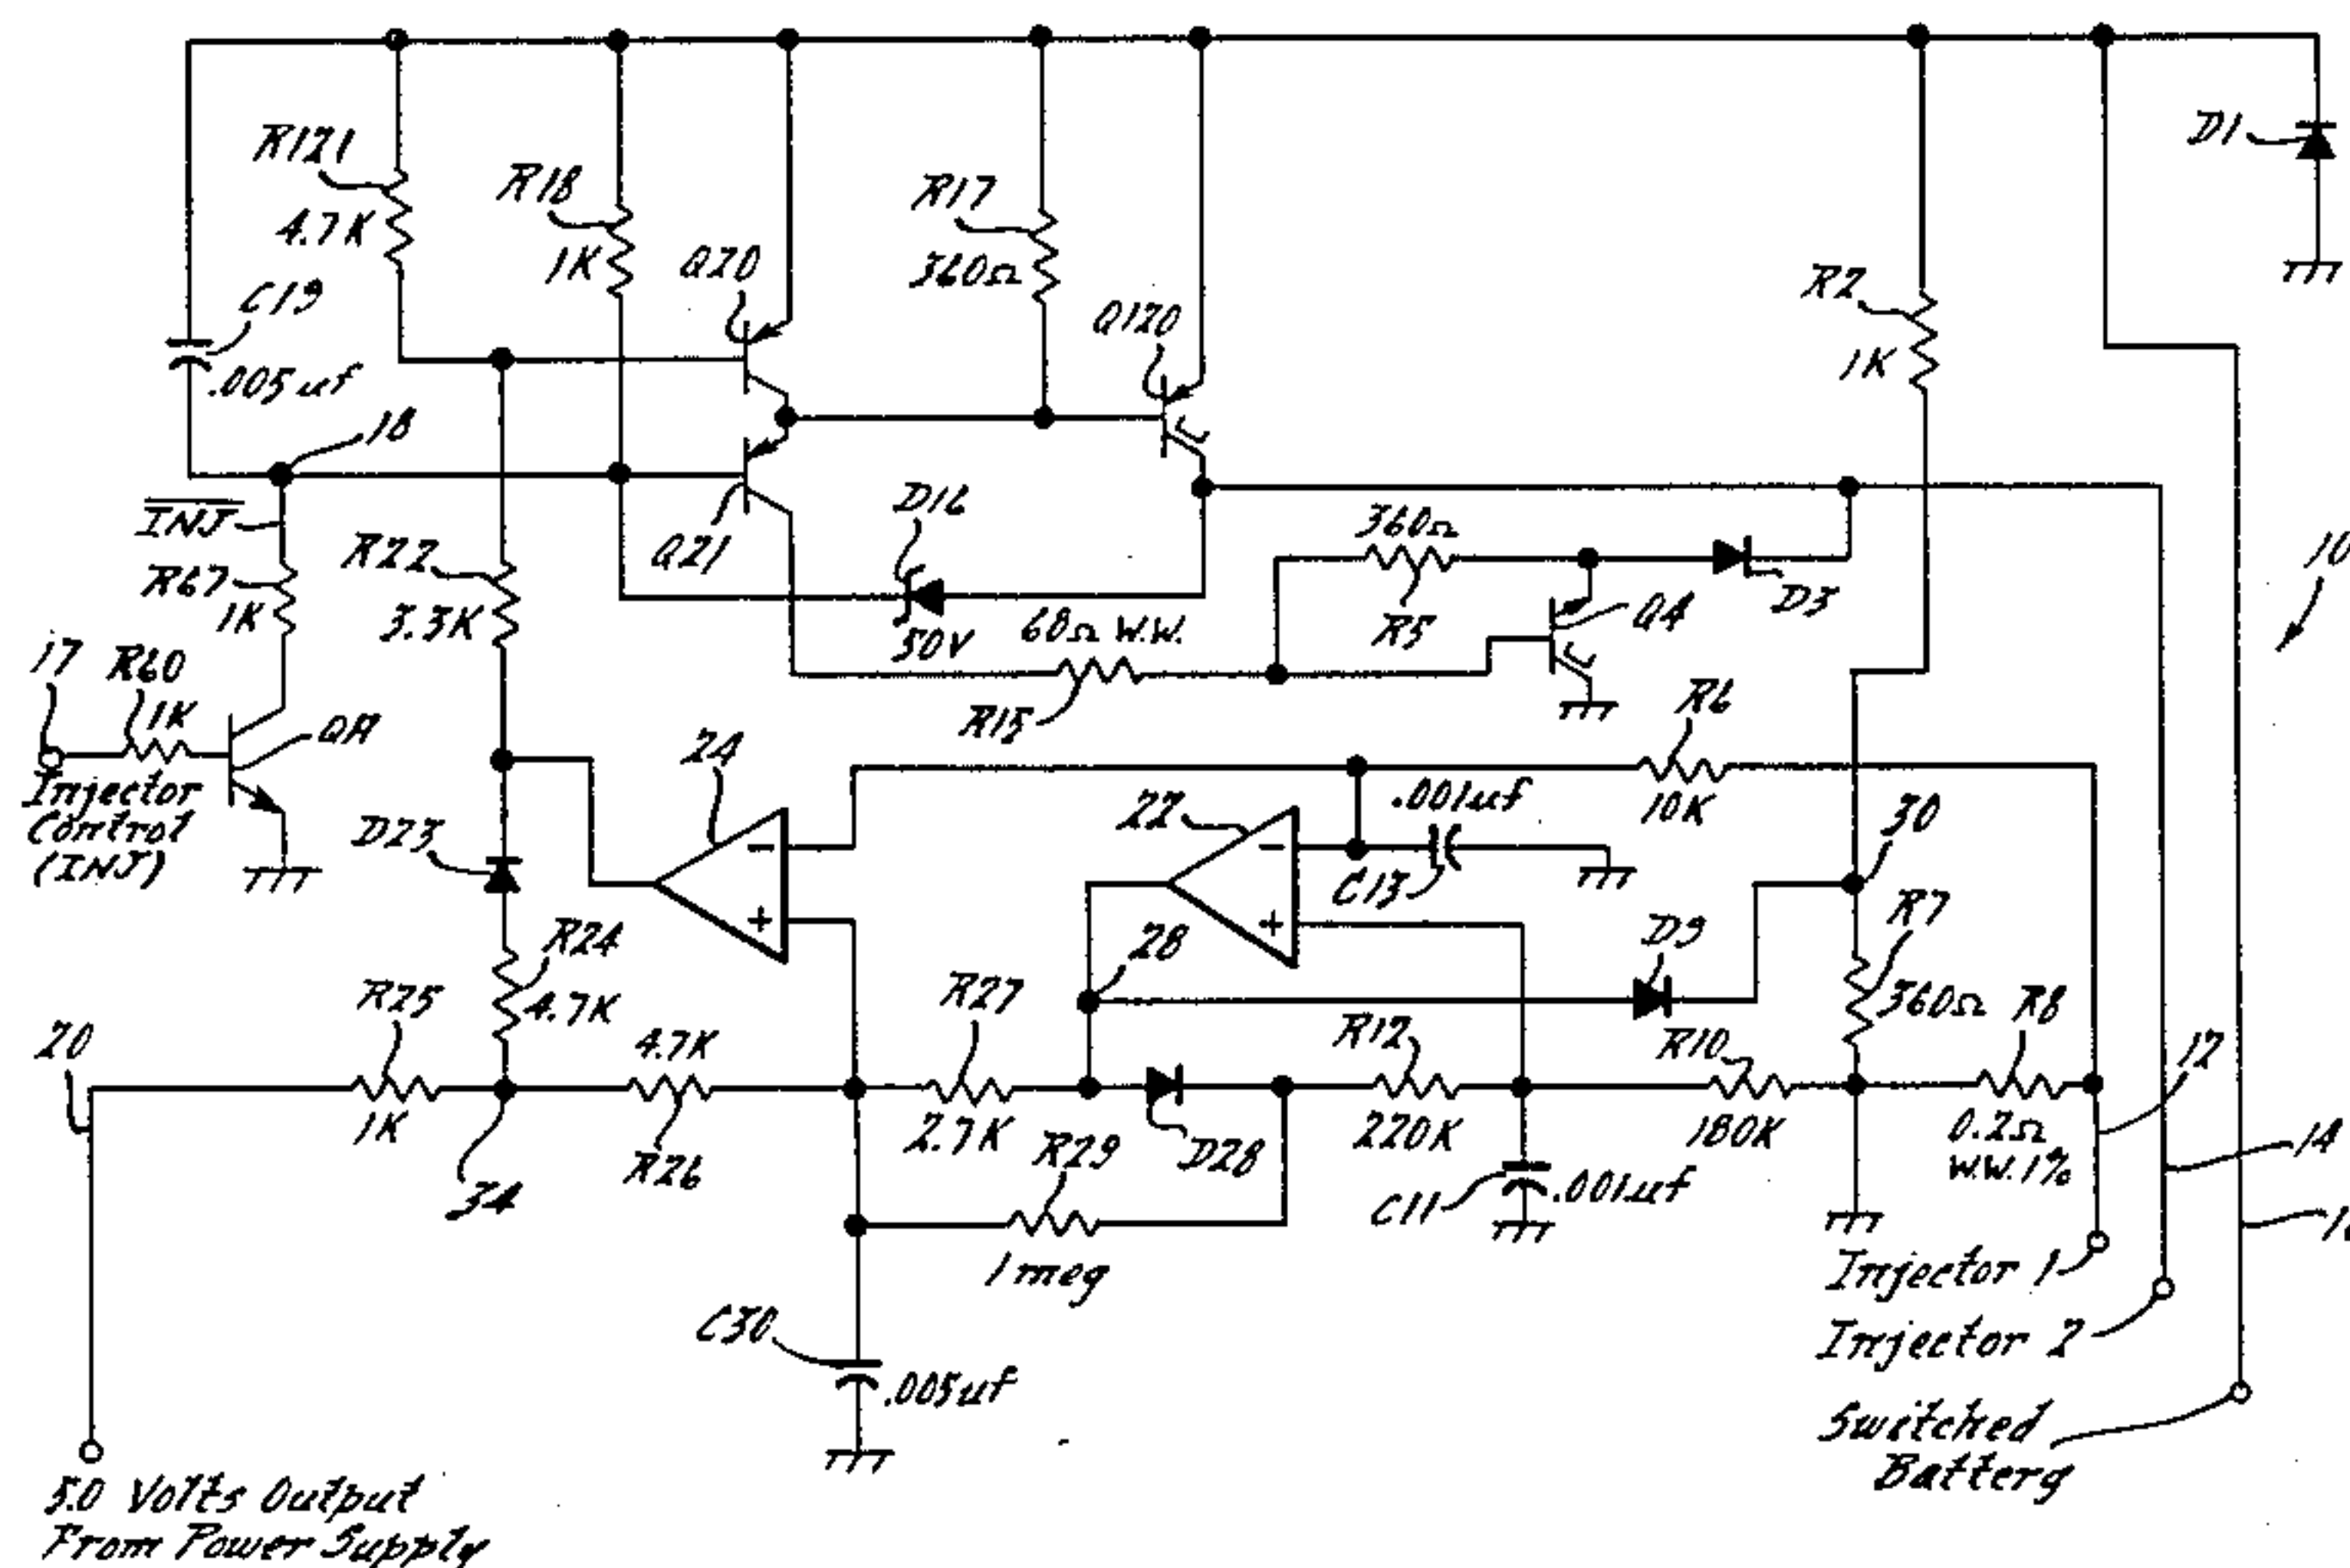 R121
4.7K
R18
1K
Q20
R17
360Ω
Q120
R2
1K
D1
C19
.005uf
18
INJ
R67
1K
R22
3.3K
Q21
D16
50V
360Ω
R5
D3
Q4
68Ω W.W.
R15
10
17
R60
1K
QA
Injector
Control
(INJ)
D23
24
22
.001uf
C13
R6
10K
30
R7
360Ω
R24
4.7K
28
D9
20
R25
1K
34
4.7K
R26
R27
2.7K
D28
R29
1 meg
R12
220K
C11
.001uf
R10
180K
R8
0.2Ω
W.W. 1%
12
14
Injector 1
Injector 2
C30
.005uf
Switched
Battery
5.0 Volts Output
From Power Supply